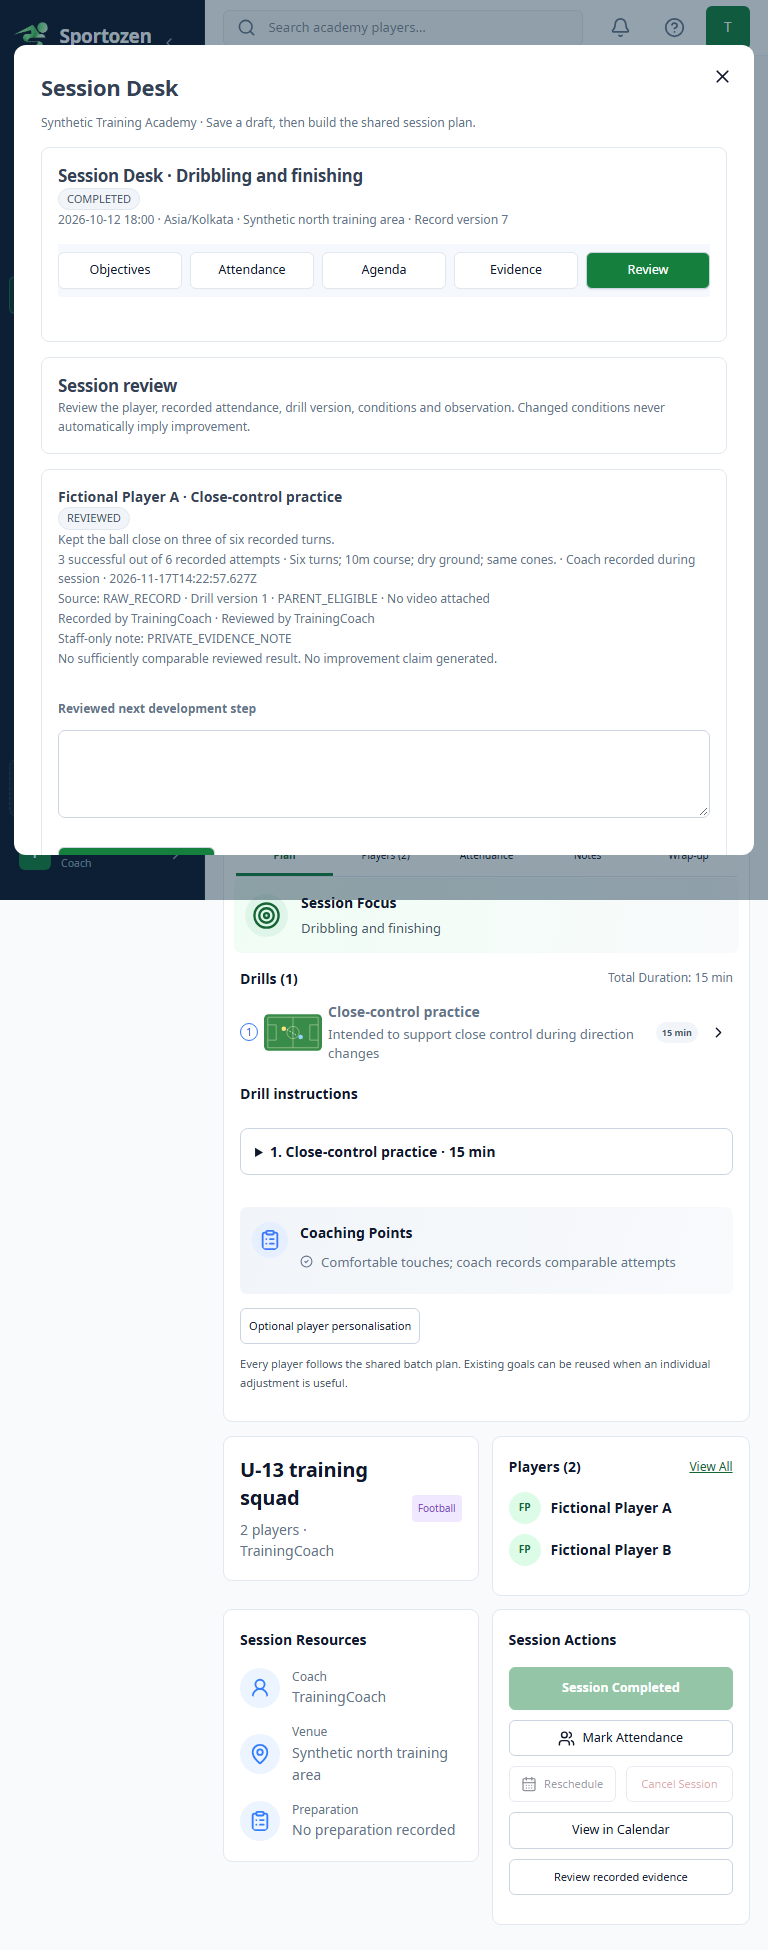 Sportozen
Search academy players...
T
Session Desk
Synthetic Training Academy · Save a draft, then build the shared session plan.
Session Desk · Dribbling and finishing
COMPLETED
2026-10-12 18:00 · Asia/Kolkata · Synthetic north training area · Record version 7
Objectives
Attendance
Agenda
Evidence
Review
Session review
Review the player, recorded attendance, drill version, conditions and observation. Changed conditions never
automatically imply improvement.
Fictional Player A · Close-control practice
REVIEWED
Kept the ball close on three of six recorded turns.
3 successful out of 6 recorded attempts · Six turns; 10m course; dry ground; same cones. · Coach recorded during
session · 2026-11-17T14:22:57.627Z
Source: RAW_RECORD · Drill version 1 · PARENT_ELIGIBLE · No video attached
Recorded by TrainingCoach · Reviewed by TrainingCoach
Staff-only note: PRIVATE_EVIDENCE_NOTE
No sufficiently comparable reviewed result. No improvement claim generated.
Reviewed next development step
Coach
Plan
Players (2)
Attendance
Notes
Wrap-up
Session Focus
Dribbling and finishing
Drills (1)
Total Duration: 15 min
1
Close-control practice
Intended to support close control during direction
changes
15 min
Drill instructions
1. Close-control practice · 15 min
Coaching Points
Comfortable touches; coach records comparable attempts
Optional player personalisation
Every player follows the shared batch plan. Existing goals can be reused when an individual
adjustment is useful.
U-13 training
squad
2 players ·
TrainingCoach
Football
Players (2)
View All
FP
Fictional Player A
FP
Fictional Player B
Session Resources
Coach
TrainingCoach
Venue
Synthetic north training
area
Preparation
No preparation recorded
Session Actions
Session Completed
Mark Attendance
Reschedule
Cancel Session
View in Calendar
Review recorded evidence